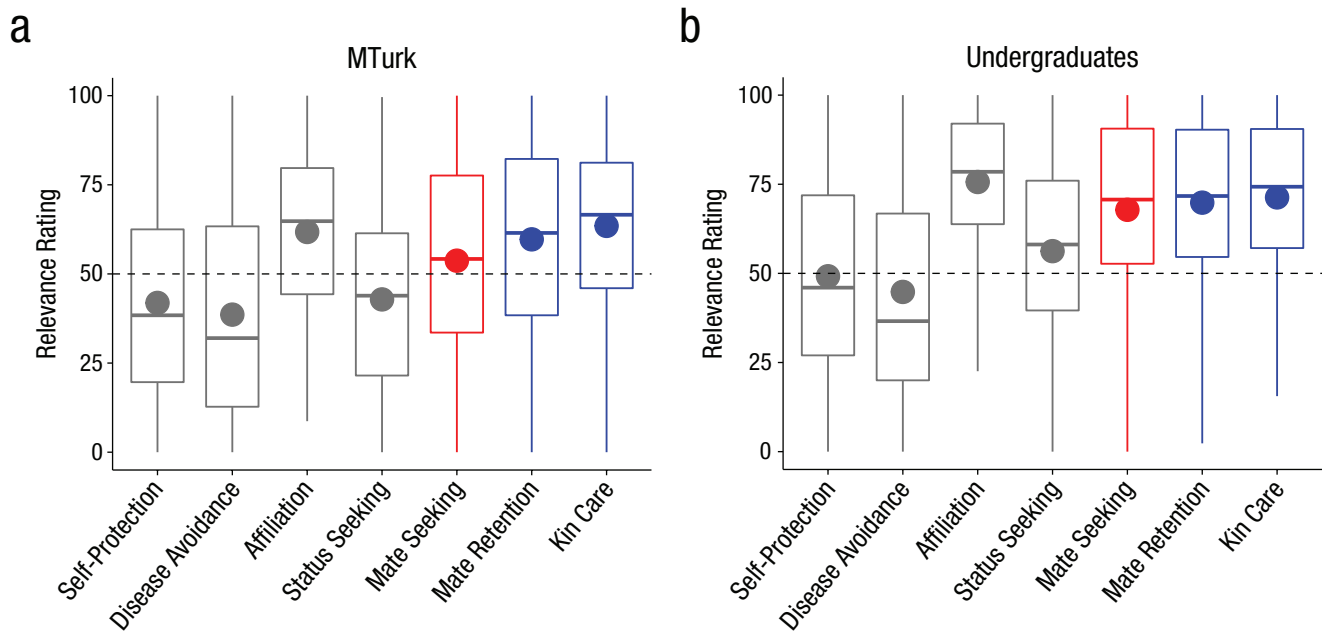 a
MTurk
Relevance Rating
100
75
50
25
0
Self-Protection
Disease Avoidance
Affiliation
Status Seeking
Mate Seeking
Mate Retention
Kin Care
b
Undergraduates
Relevance Rating
100
75
50
25
0
Self-Protection
Disease Avoidance
Affiliation
Status Seeking
Mate Seeking
Mate Retention
Kin Care